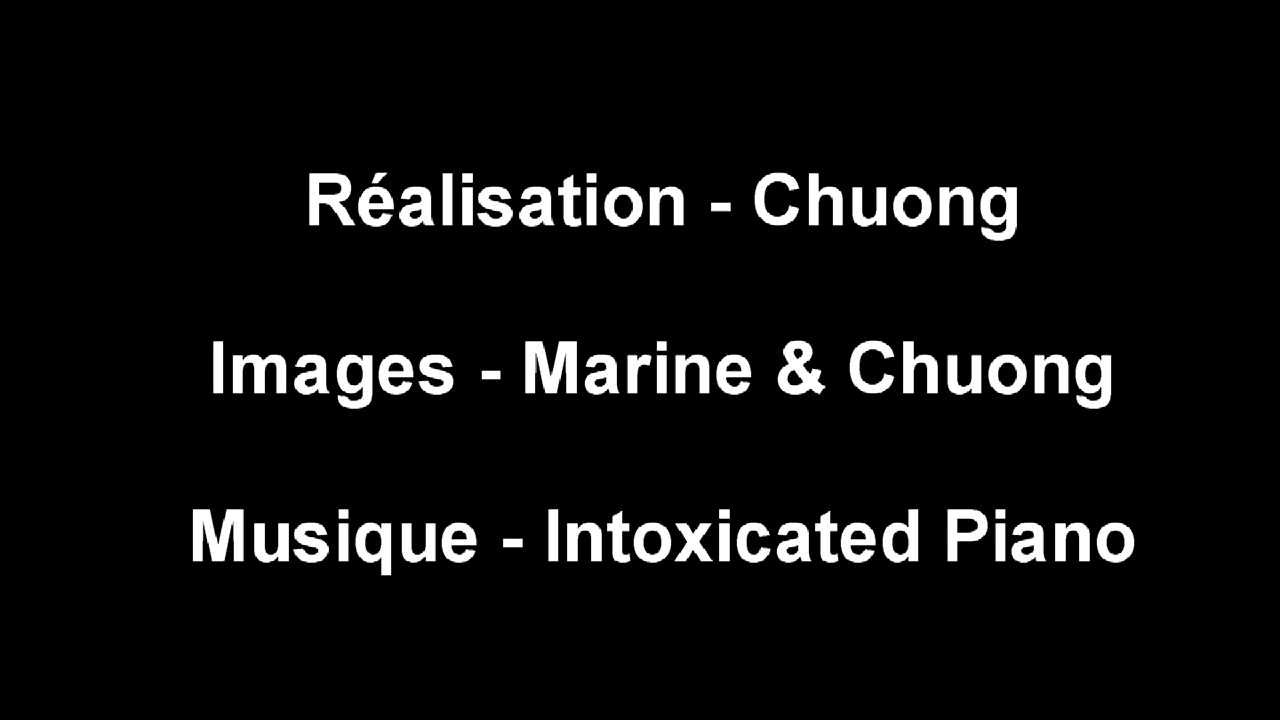 Réalisation - Chuong
Images - Marine & Chuong
Musique - Intoxicated Piano